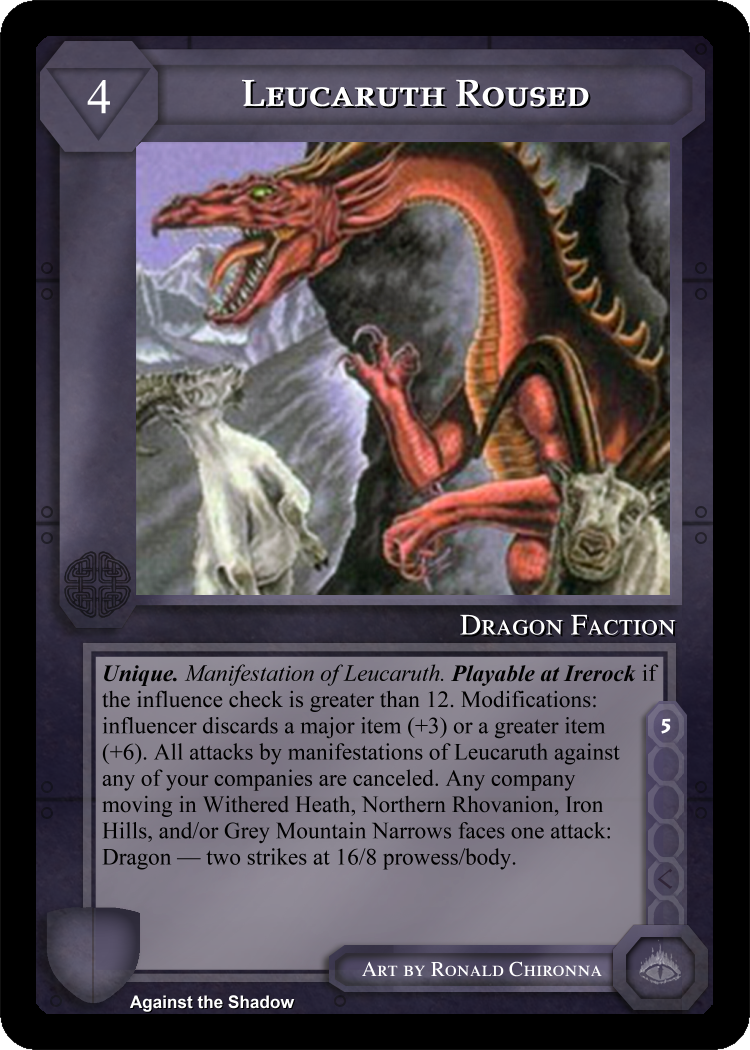 4
Leucaruth Roused
Dragon Faction
Unique. Manifestation of Leucaruth. Playable at Irerock if
the influence check is greater than 12. Modifications:
influencer discards a major item (+3) or a greater item
(+6). All attacks by manifestations of Leucaruth against
any of your companies are canceled. Any company
moving in Withered Heath, Northern Rhovanion, Iron
Hills, and/or Grey Mountain Narrows faces one attack:
Dragon — two strikes at 16/8 prowess/body.
5
Art by Ronald Chironna
Against the Shadow